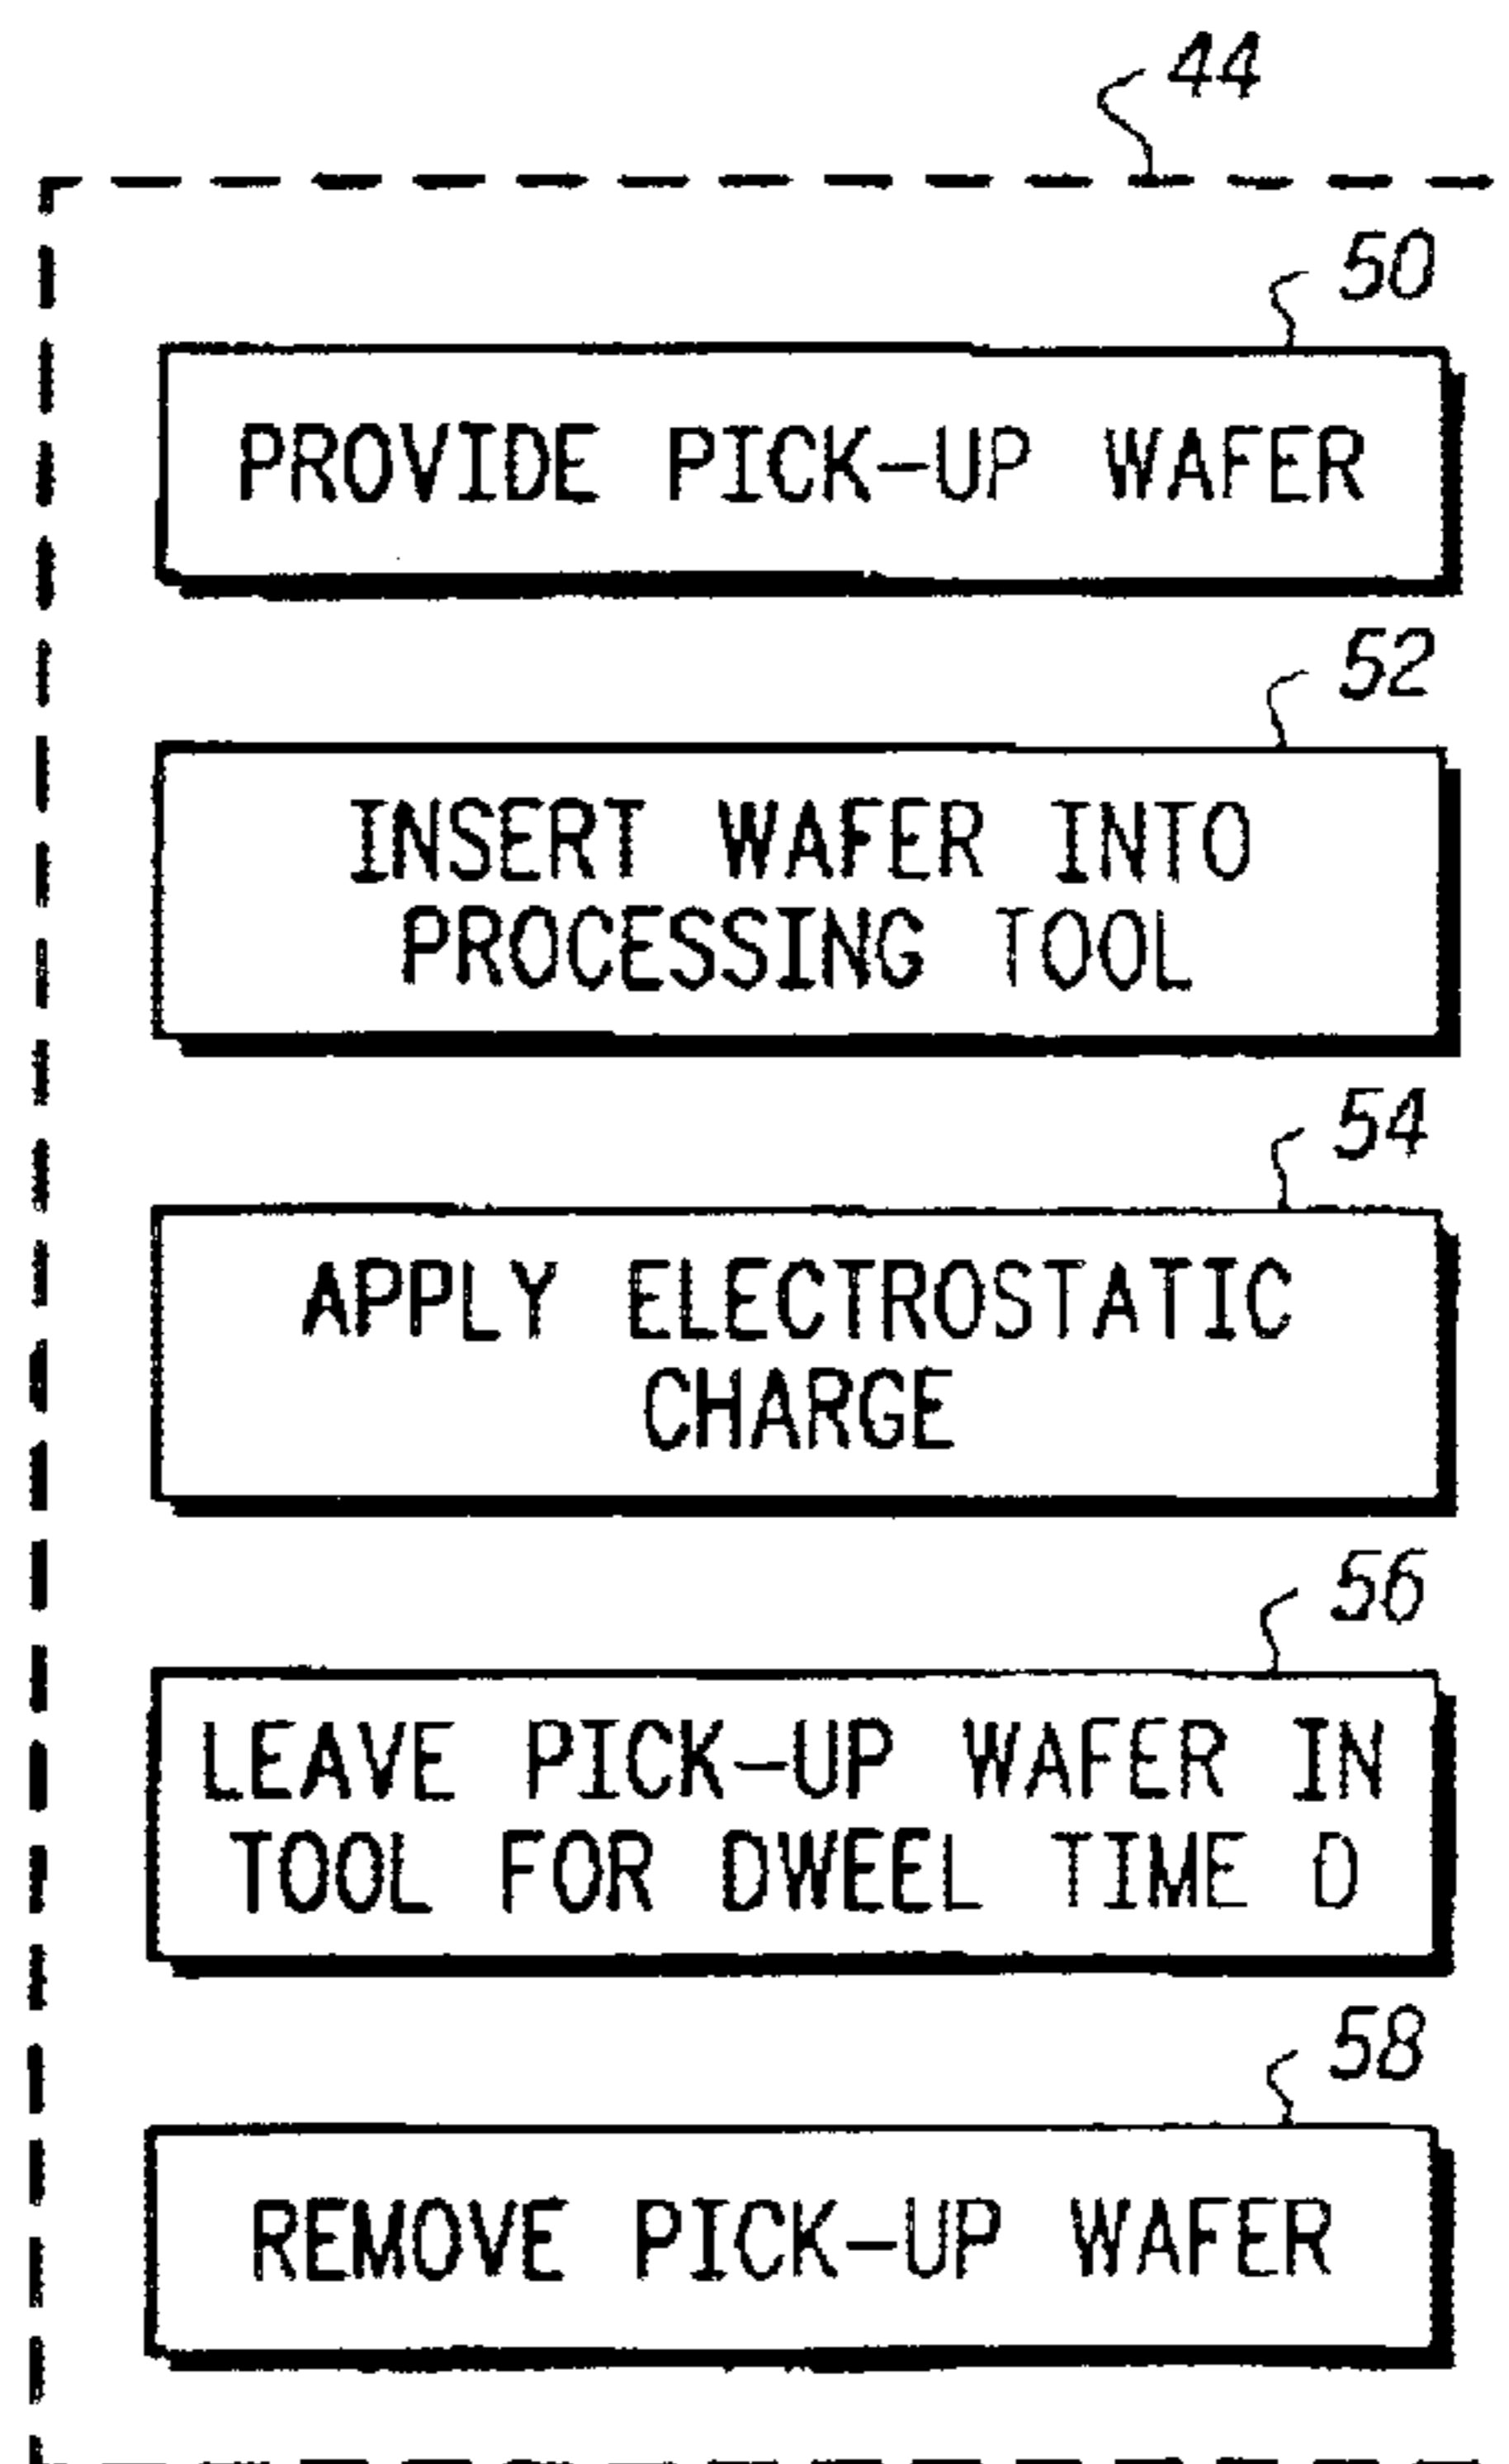 44
50
PROVIDE PICK-UP WAFER
52
INSERT WAFER INTO
PROCESSING TOOL
54
APPLY ELECTROSTATIC
CHARGE
56
LEAVE PICK-UP WAFER IN
TOOL FOR DWEEL TIME D
58
REMOVE PICK-UP WAFER